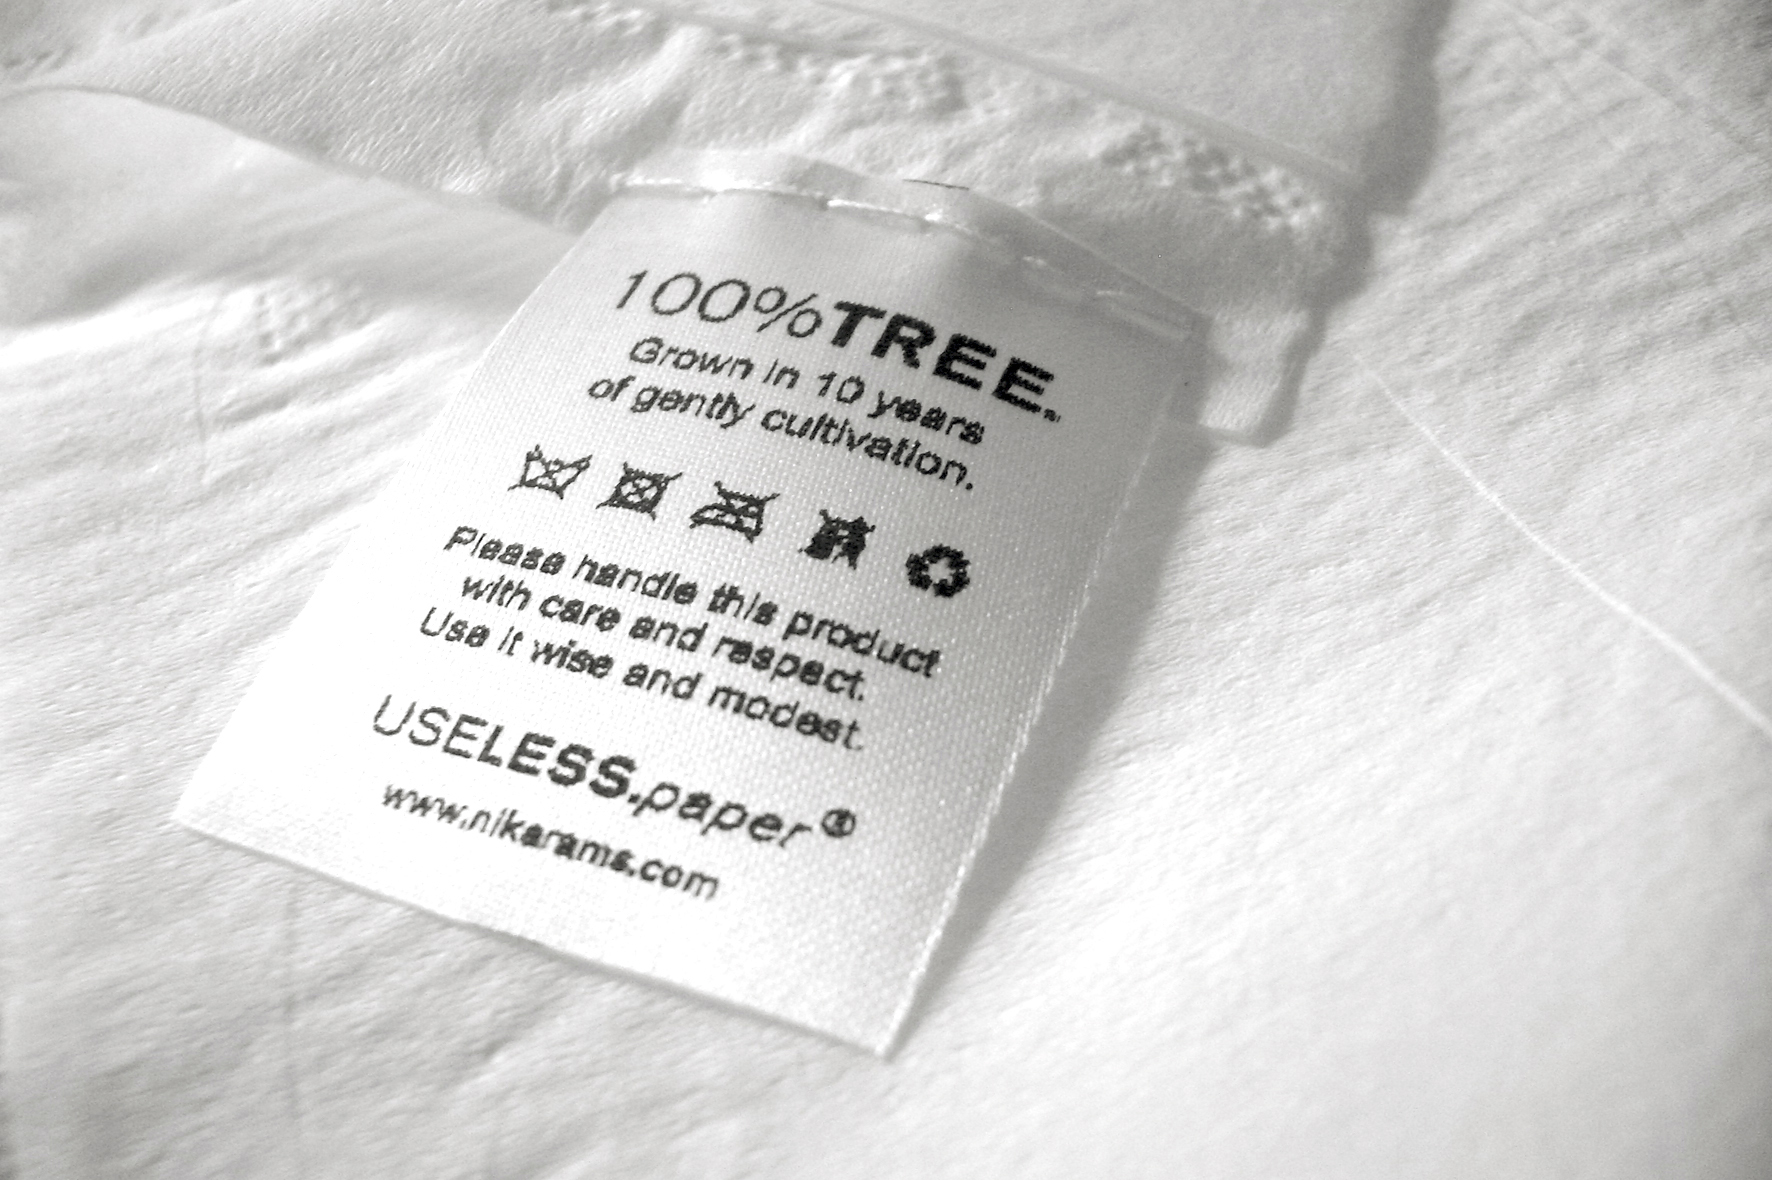 100%TREE.
Grown in 10 years
of gently cultivation.
Please handle this product
with care and respect.
Use it wise and modest.
USELESS.paper®
www.nikarams.com